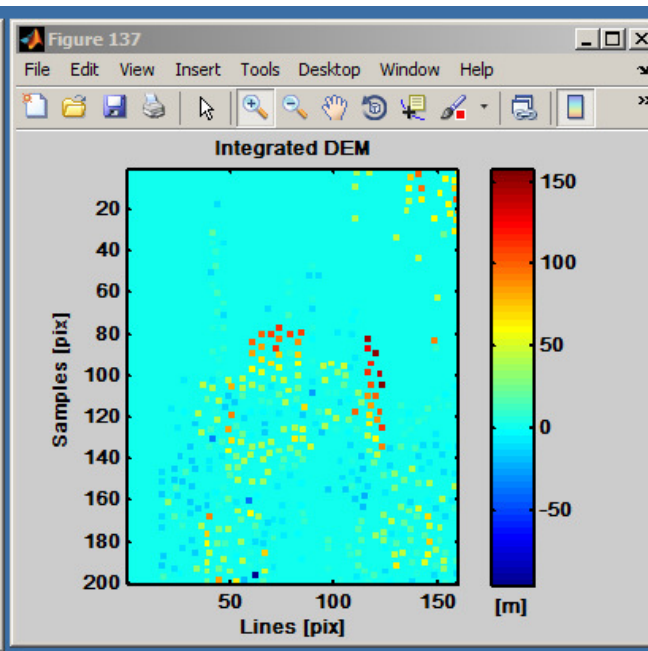 Figure 137
File Edit View Insert Tools Desktop Window Help
Integrated DEM
20
40
60
80
100
120
140
160
180
200
Samples [pix]
50 100 150
Lines [pix]
150
100
50
0
-50
[m]